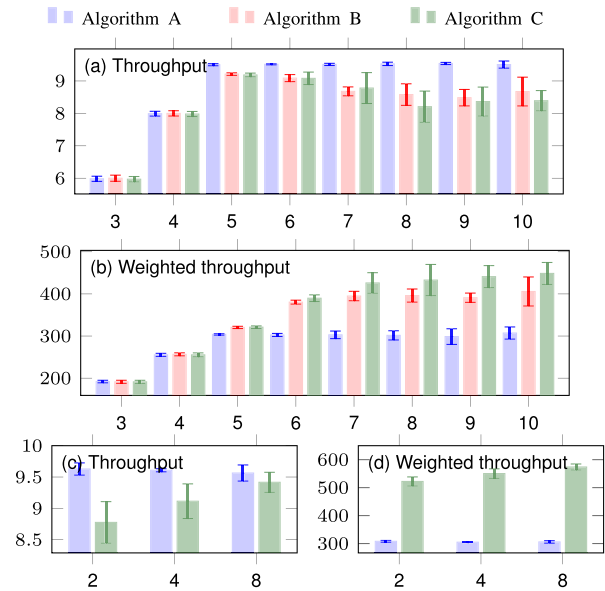 Algorithm A Algorithm B Algorithm C
(a) Throughput
9
8
7
6
3 4 5 6 7 8 9 10
(b) Weighted throughput
500
400
300
200
3 4 5 6 7 8 9 10
(c) Throughput
10
9.5
9
8.5
2 4 8
(d) Weighted throughput
600
500
400
300
2 4 8